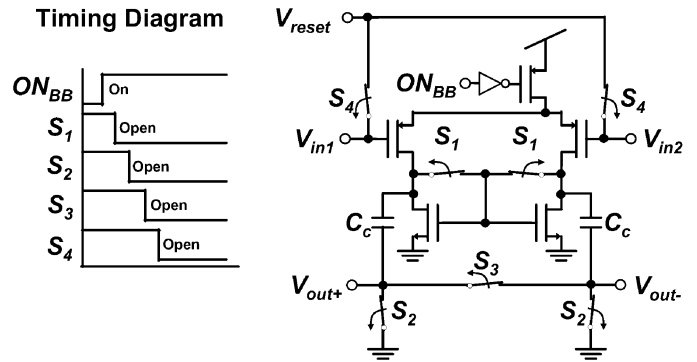 Timing Diagram
ON_BB
On
S_1
Open
S_2
Open
S_3
Open
S_4
Open
V_reset
ON_BB
S_4
S_4
V_in1
S_1
S_1
V_in2
C_c
C_c
S_3
V_out+
V_out-
S_2
S_2